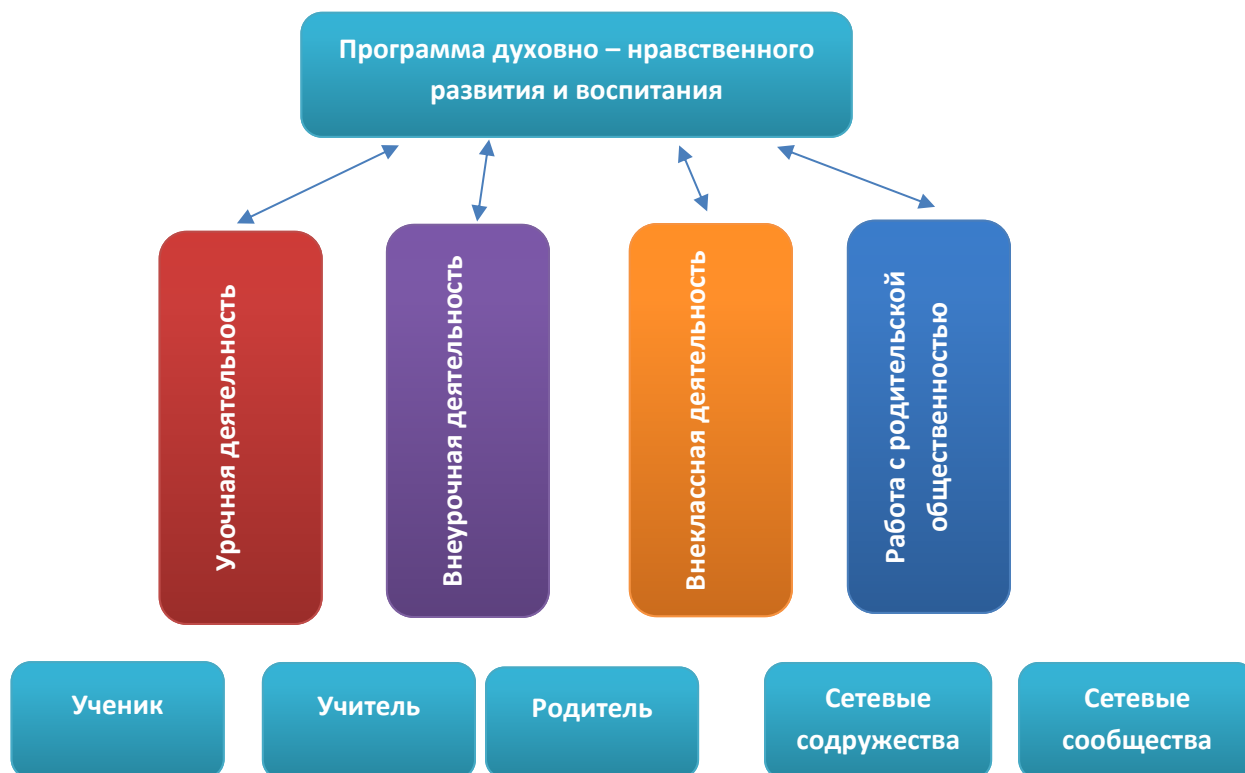 Программа духовно – нравственного
развития и воспитания
Урочная деятельность
Внеурочная деятельность
Внеклассная деятельность
Работа с родительской
общественностью
Ученик
Учитель
Родитель
Сетевые
содружества
Сетевые
сообщества